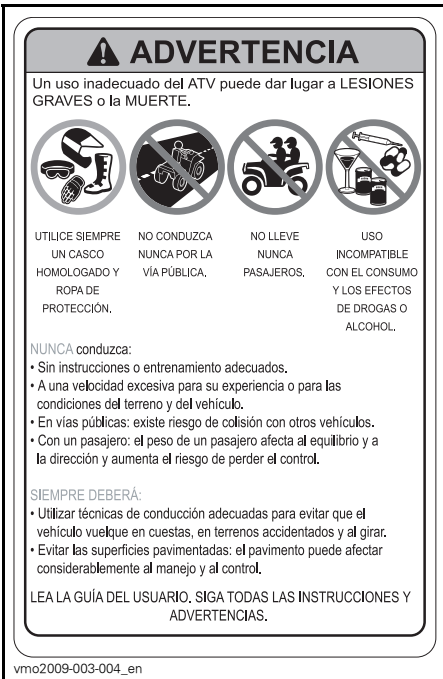 ADVERTENCIA
Un uso inadecuado del ATV puede dar lugar a LESIONES
GRAVES o la MUERTE.
UTILICE SIEMPRE
UN CASCO
HOMOLOGADO Y
ROPA DE
PROTECCIÓN.
NO CONDUZCA
NUNCA POR LA
VÍA PÚBLICA.
NO LLEVE
NUNCA
PASAJEROS.
USO
INCOMPATIBLE
CON EL CONSUMO
Y LOS EFECTOS
DE DROGAS O
ALCOHOL.
NUNCA conduzca:
• Sin instrucciones o entrenamiento adecuados.
• A una velocidad excesiva para su experiencia o para las
condiciones del terreno y del vehículo.
• En vías públicas: existe riesgo de colisión con otros vehículos.
• Con un pasajero: el peso de un pasajero afecta al equilibrio y a
la dirección y aumenta el riesgo de perder el control.
SIEMPRE DEBERÁ:
• Utilizar técnicas de conducción adecuadas para evitar que el
vehículo vuelque en cuestas, en terrenos accidentados y al girar.
• Evitar las superficies pavimentadas: el pavimento puede afectar
considerablemente al manejo y al control.
LEA LA GUÍA DEL USUARIO. SIGA TODAS LAS INSTRUCCIONES Y
ADVERTENCIAS.
vmo2009-003-004_en